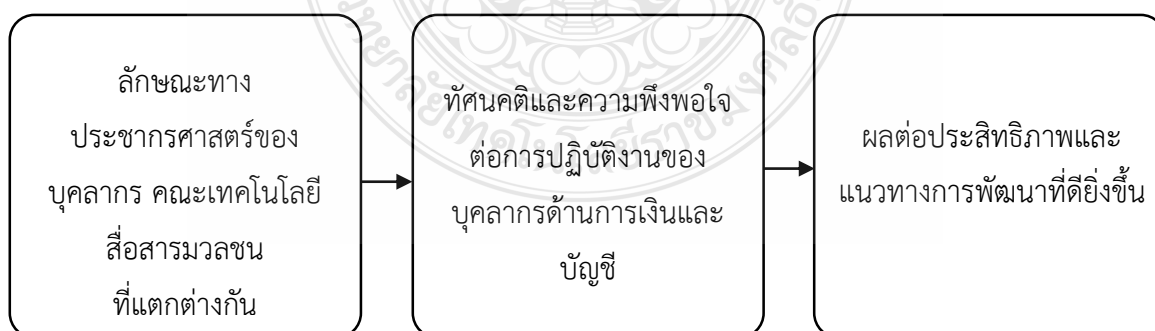 ลักษณะทาง
ประชากรศาสตร์ของ
บุคลากร คณะเทคโนโลยี
สื่อสารมวลชน
ที่แตกต่างกัน
ทัศนคติและความพึงพอใจ
ต่อการปฏิบัติงานของ
บุคลากรด้านการเงินและ
บัญชี
ผลต่อประสิทธิภาพและ
แนวทางการพัฒนาที่ดียิ่งขึ้น